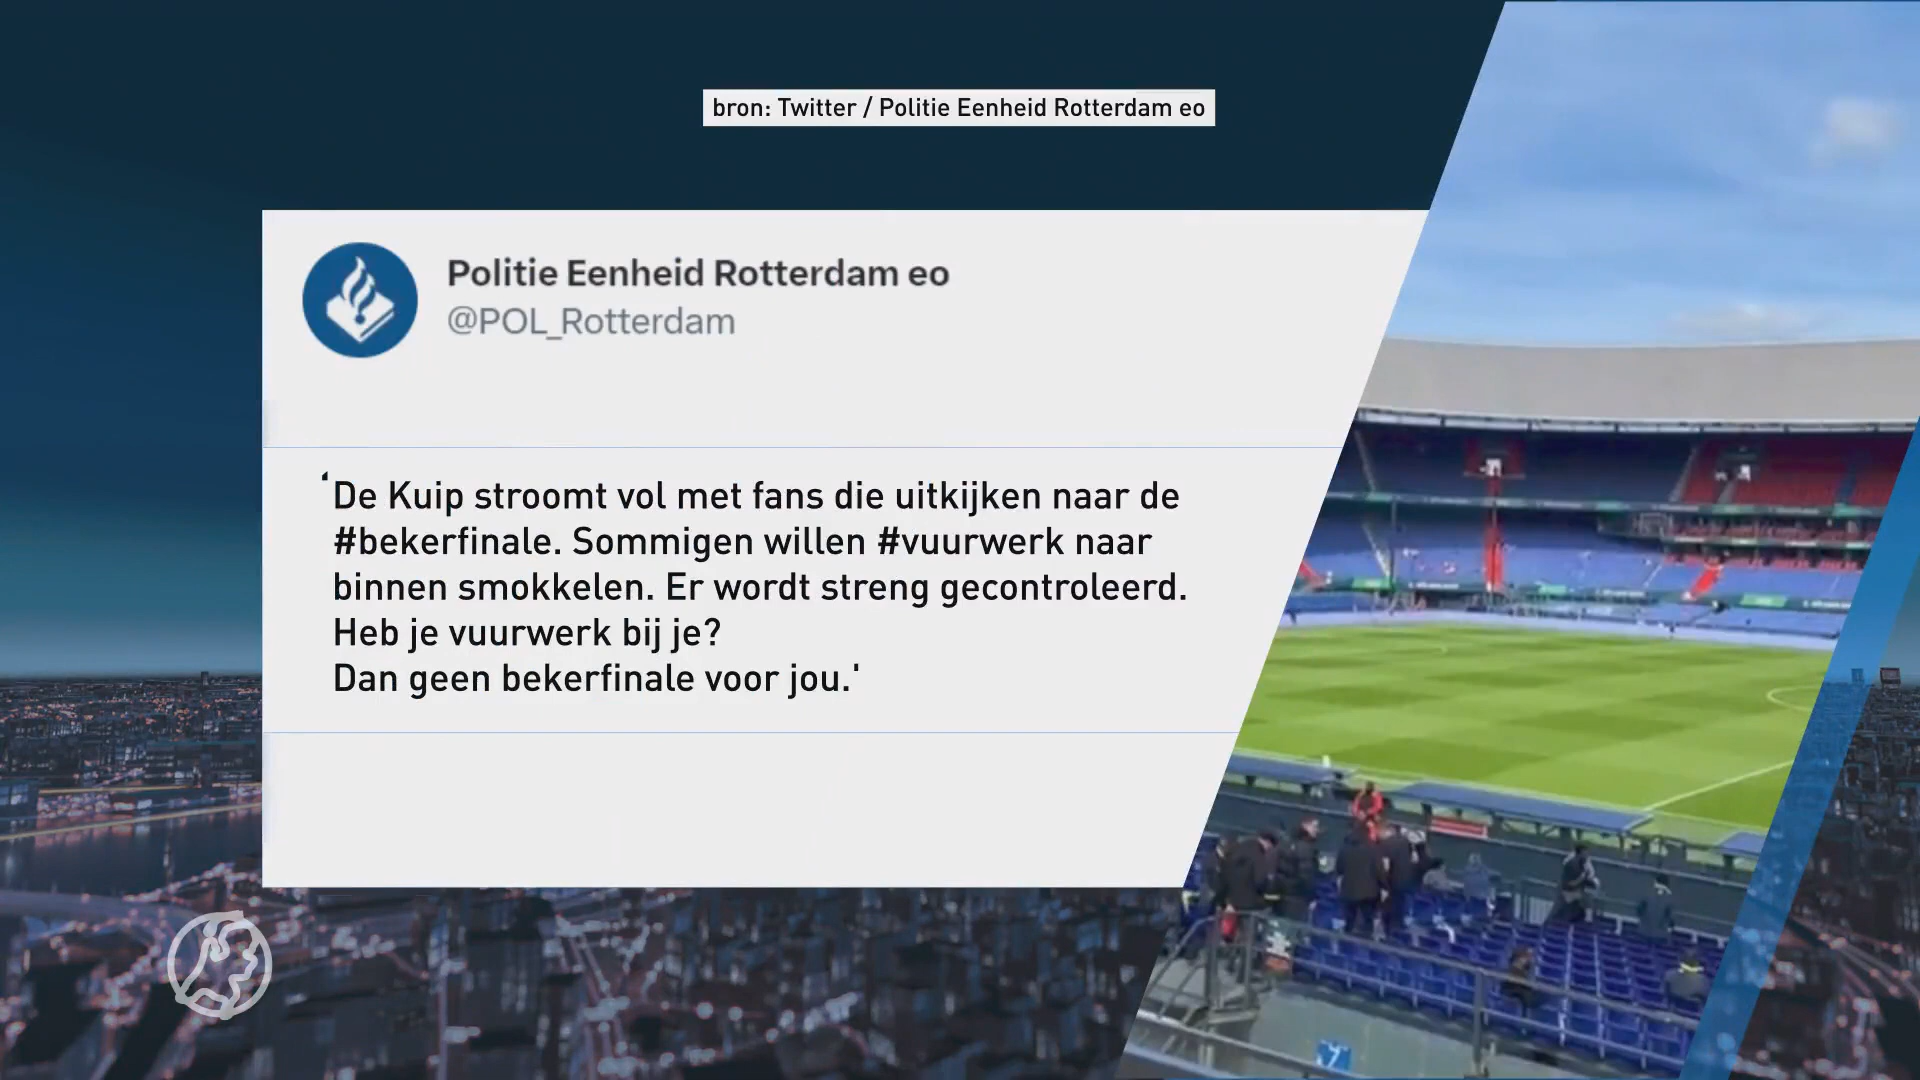 bron: Twitter / Politie Eenheid Rotterdam eo
Politie Eenheid Rotterdam eo
@POL_Rotterdam
‘De Kuip stroomt vol met fans die uitkijken naar de
#bekerfinale. Sommigen willen #vuurwerk naar
binnen smokkelen. Er wordt streng gecontroleerd.
Heb je vuurwerk bij je?
Dan geen bekerfinale voor jou.'